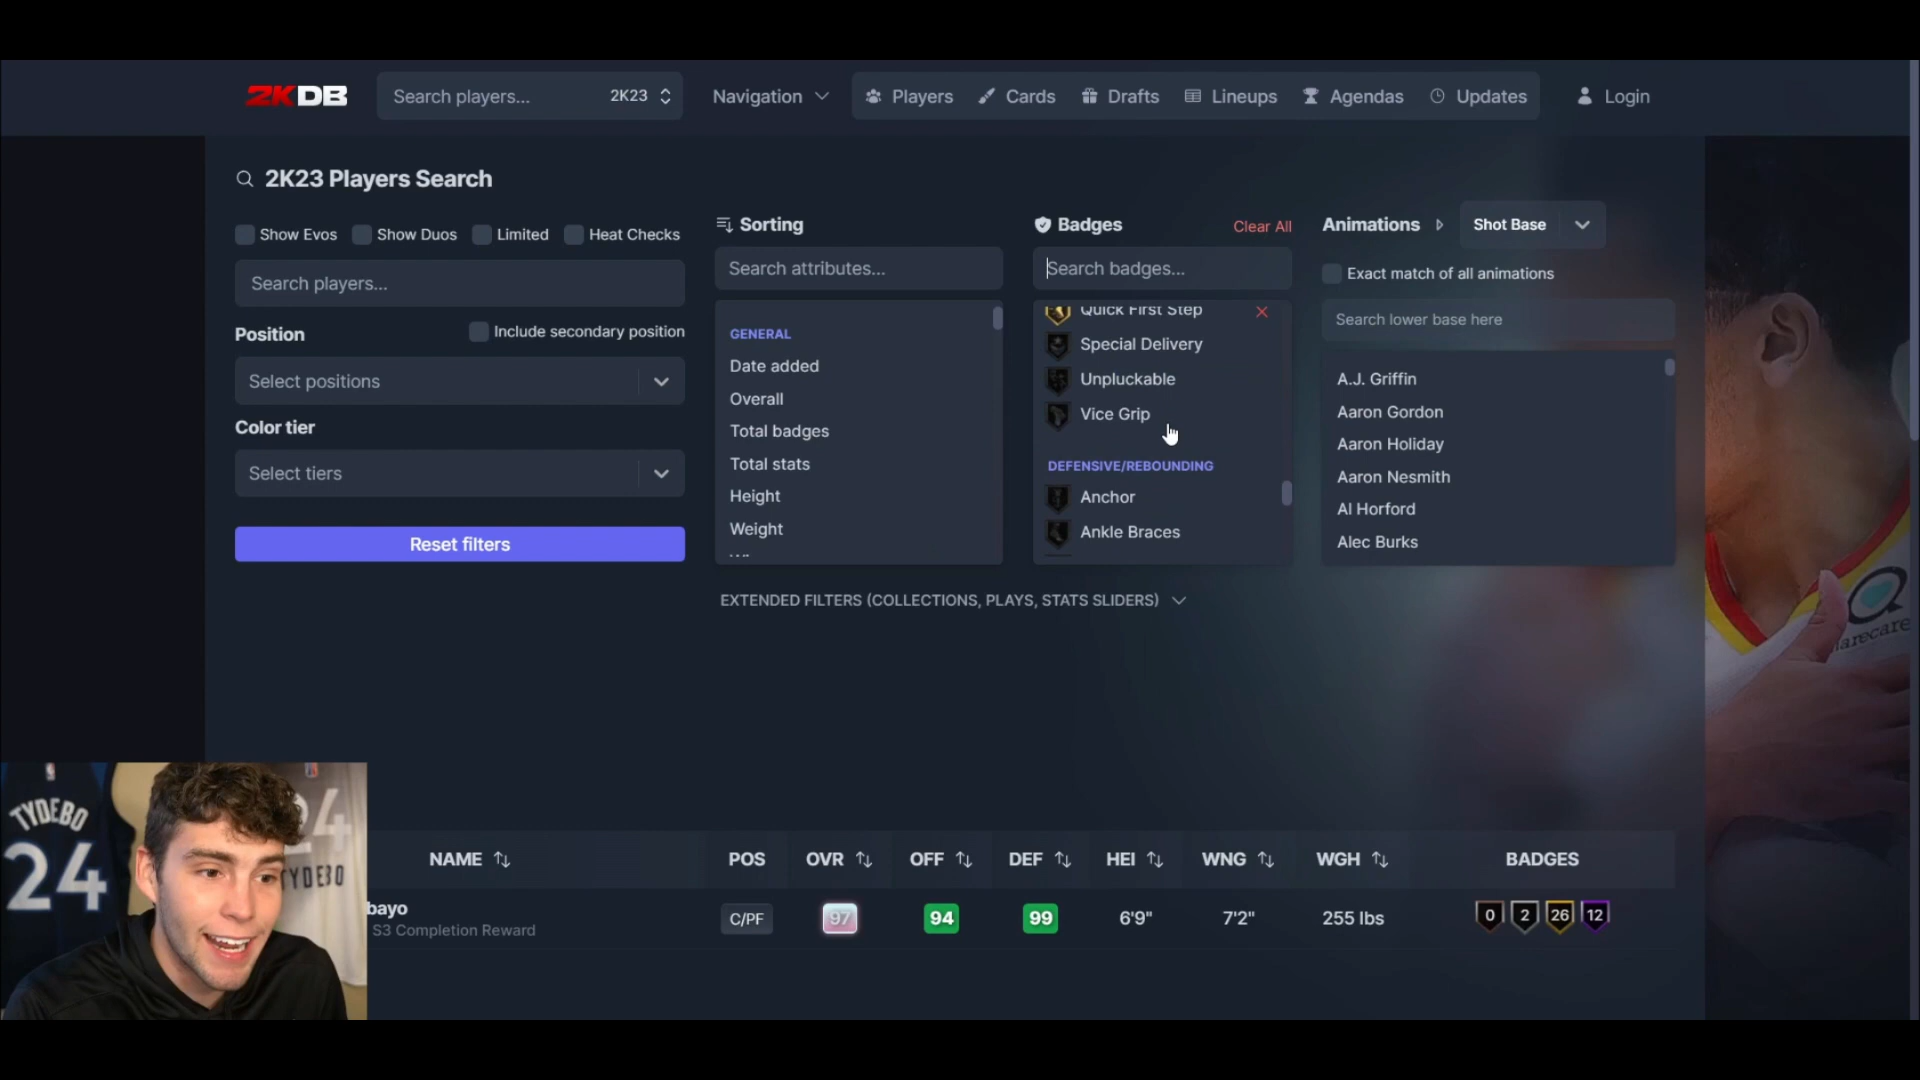 2KDB
Search players...
2K23
Navigation
Players
Cards
Drafts
Lineups
Agendas
Updates
Login
2K23 Players Search
Show Evos
Show Duos
Limited
Heat Checks
Search players...
Position
Include secondary position
Select positions
Color tier
Select tiers
Reset filters
Sorting
Search attributes...
GENERAL
Date added
Overall
Total badges
Total stats
Height
Weight
Badges
Clear All
Search badges...
Quick First Step
Special Delivery
Unpluckable
Vice Grip
DEFENSIVE/REBOUNDING
Anchor
Ankle Braces
Animations
Shot Base
Exact match of all animations
Search lower base here
A.J. Griffin
Aaron Gordon
Aaron Holiday
Aaron Nesmith
Al Horford
Alec Burks
EXTENDED FILTERS (COLLECTIONS, PLAYS, STATS SLIDERS)
arecare
TYDEBO
24
24
TYDEBO
NAME POS OVR OFF DEF HEI WNG WGH BADGES
bayo
S3 Completion Reward
C/PF 97 94 99 6'9" 7'2" 255 lbs 0 2 26 12